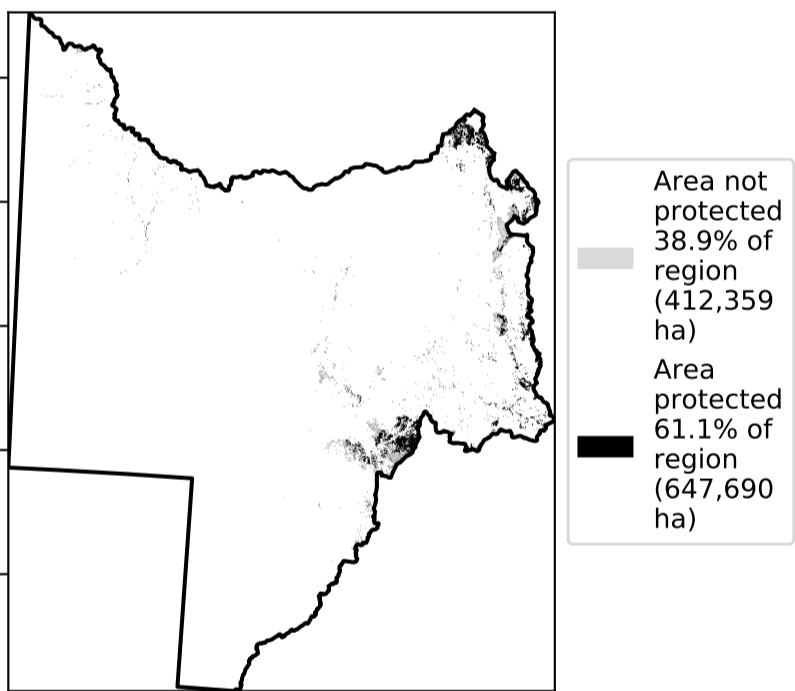 Area not
protected
38.9% of
region
(412,359
ha)
Area
protected
61.1% of
region
(647,690
ha)